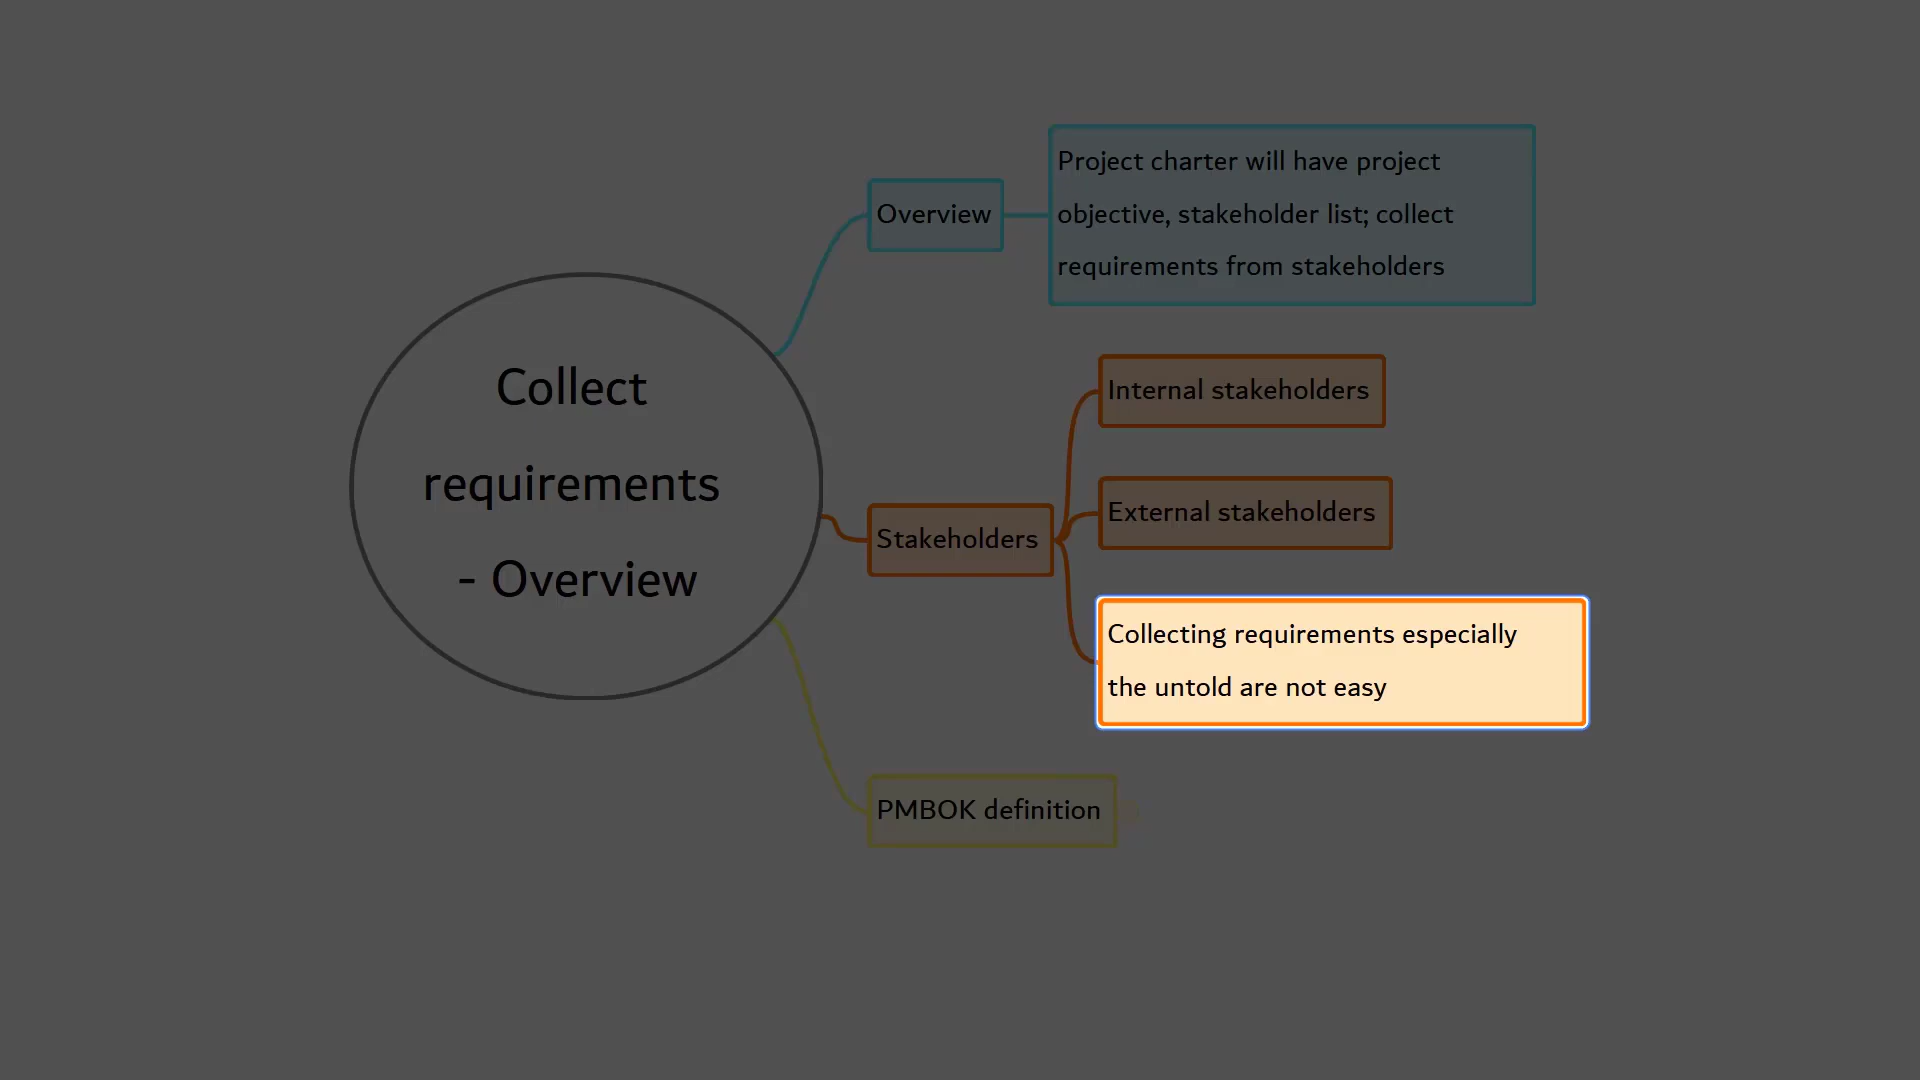 Collect
requirements
- Overview
Overview
Project charter will have project
objective, stakeholder list; collect
requirements from stakeholders
Stakeholders
Internal stakeholders
External stakeholders
Collecting requirements especially
the untold are not easy
PMBOK definition